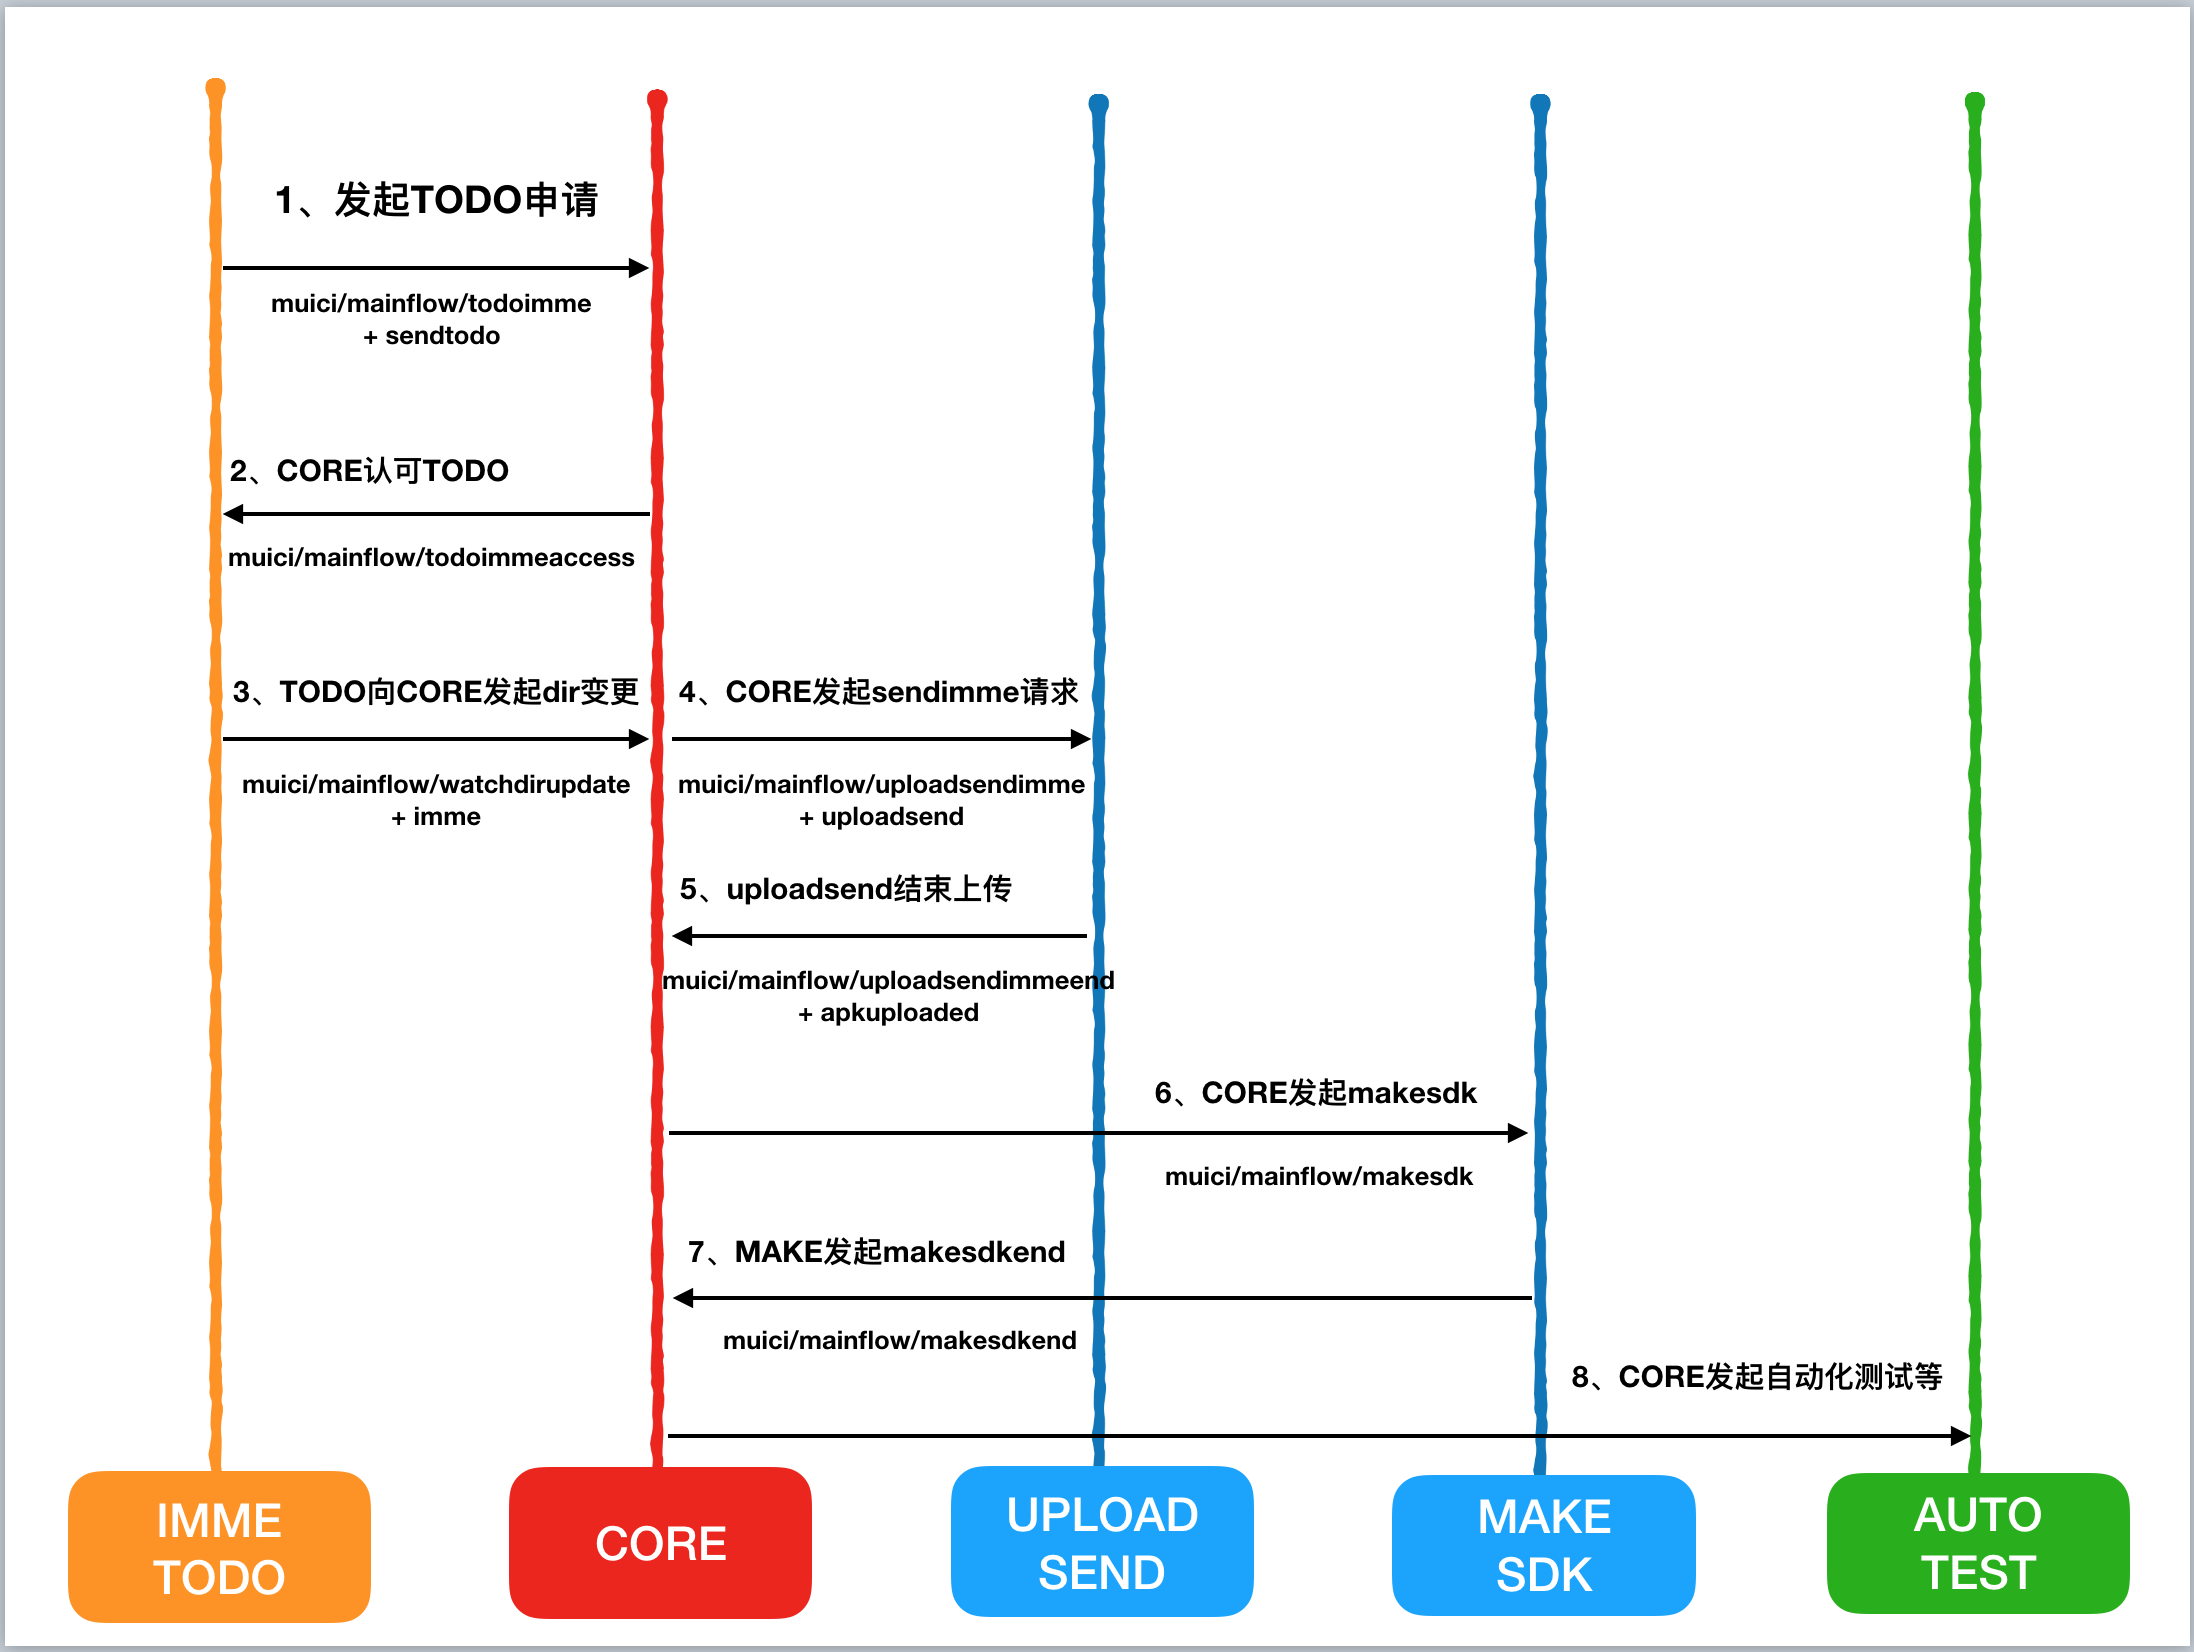 1、发起TODO申请
muici/mainflow/todoimme
+ sendtodo
2、CORE认可TODO
muici/mainflow/todoimmeaccess
3、TODO向CORE发起dir变更
4、CORE发起sendimme请求
muici/mainflow/watchdirupdate
+ imme
muici/mainflow/uploadsendimme
+ uploadsend
5、uploadsend结束上传
muici/mainflow/uploadsendimmeend
+ apkuploaded
6、CORE发起makesdk
muici/mainflow/makesdk
7、MAKE发起makesdkend
muici/mainflow/makesdkend
8、CORE发起自动化测试等
IMME
TODO
CORE
UPLOAD
SEND
MAKE
SDK
AUTO
TEST